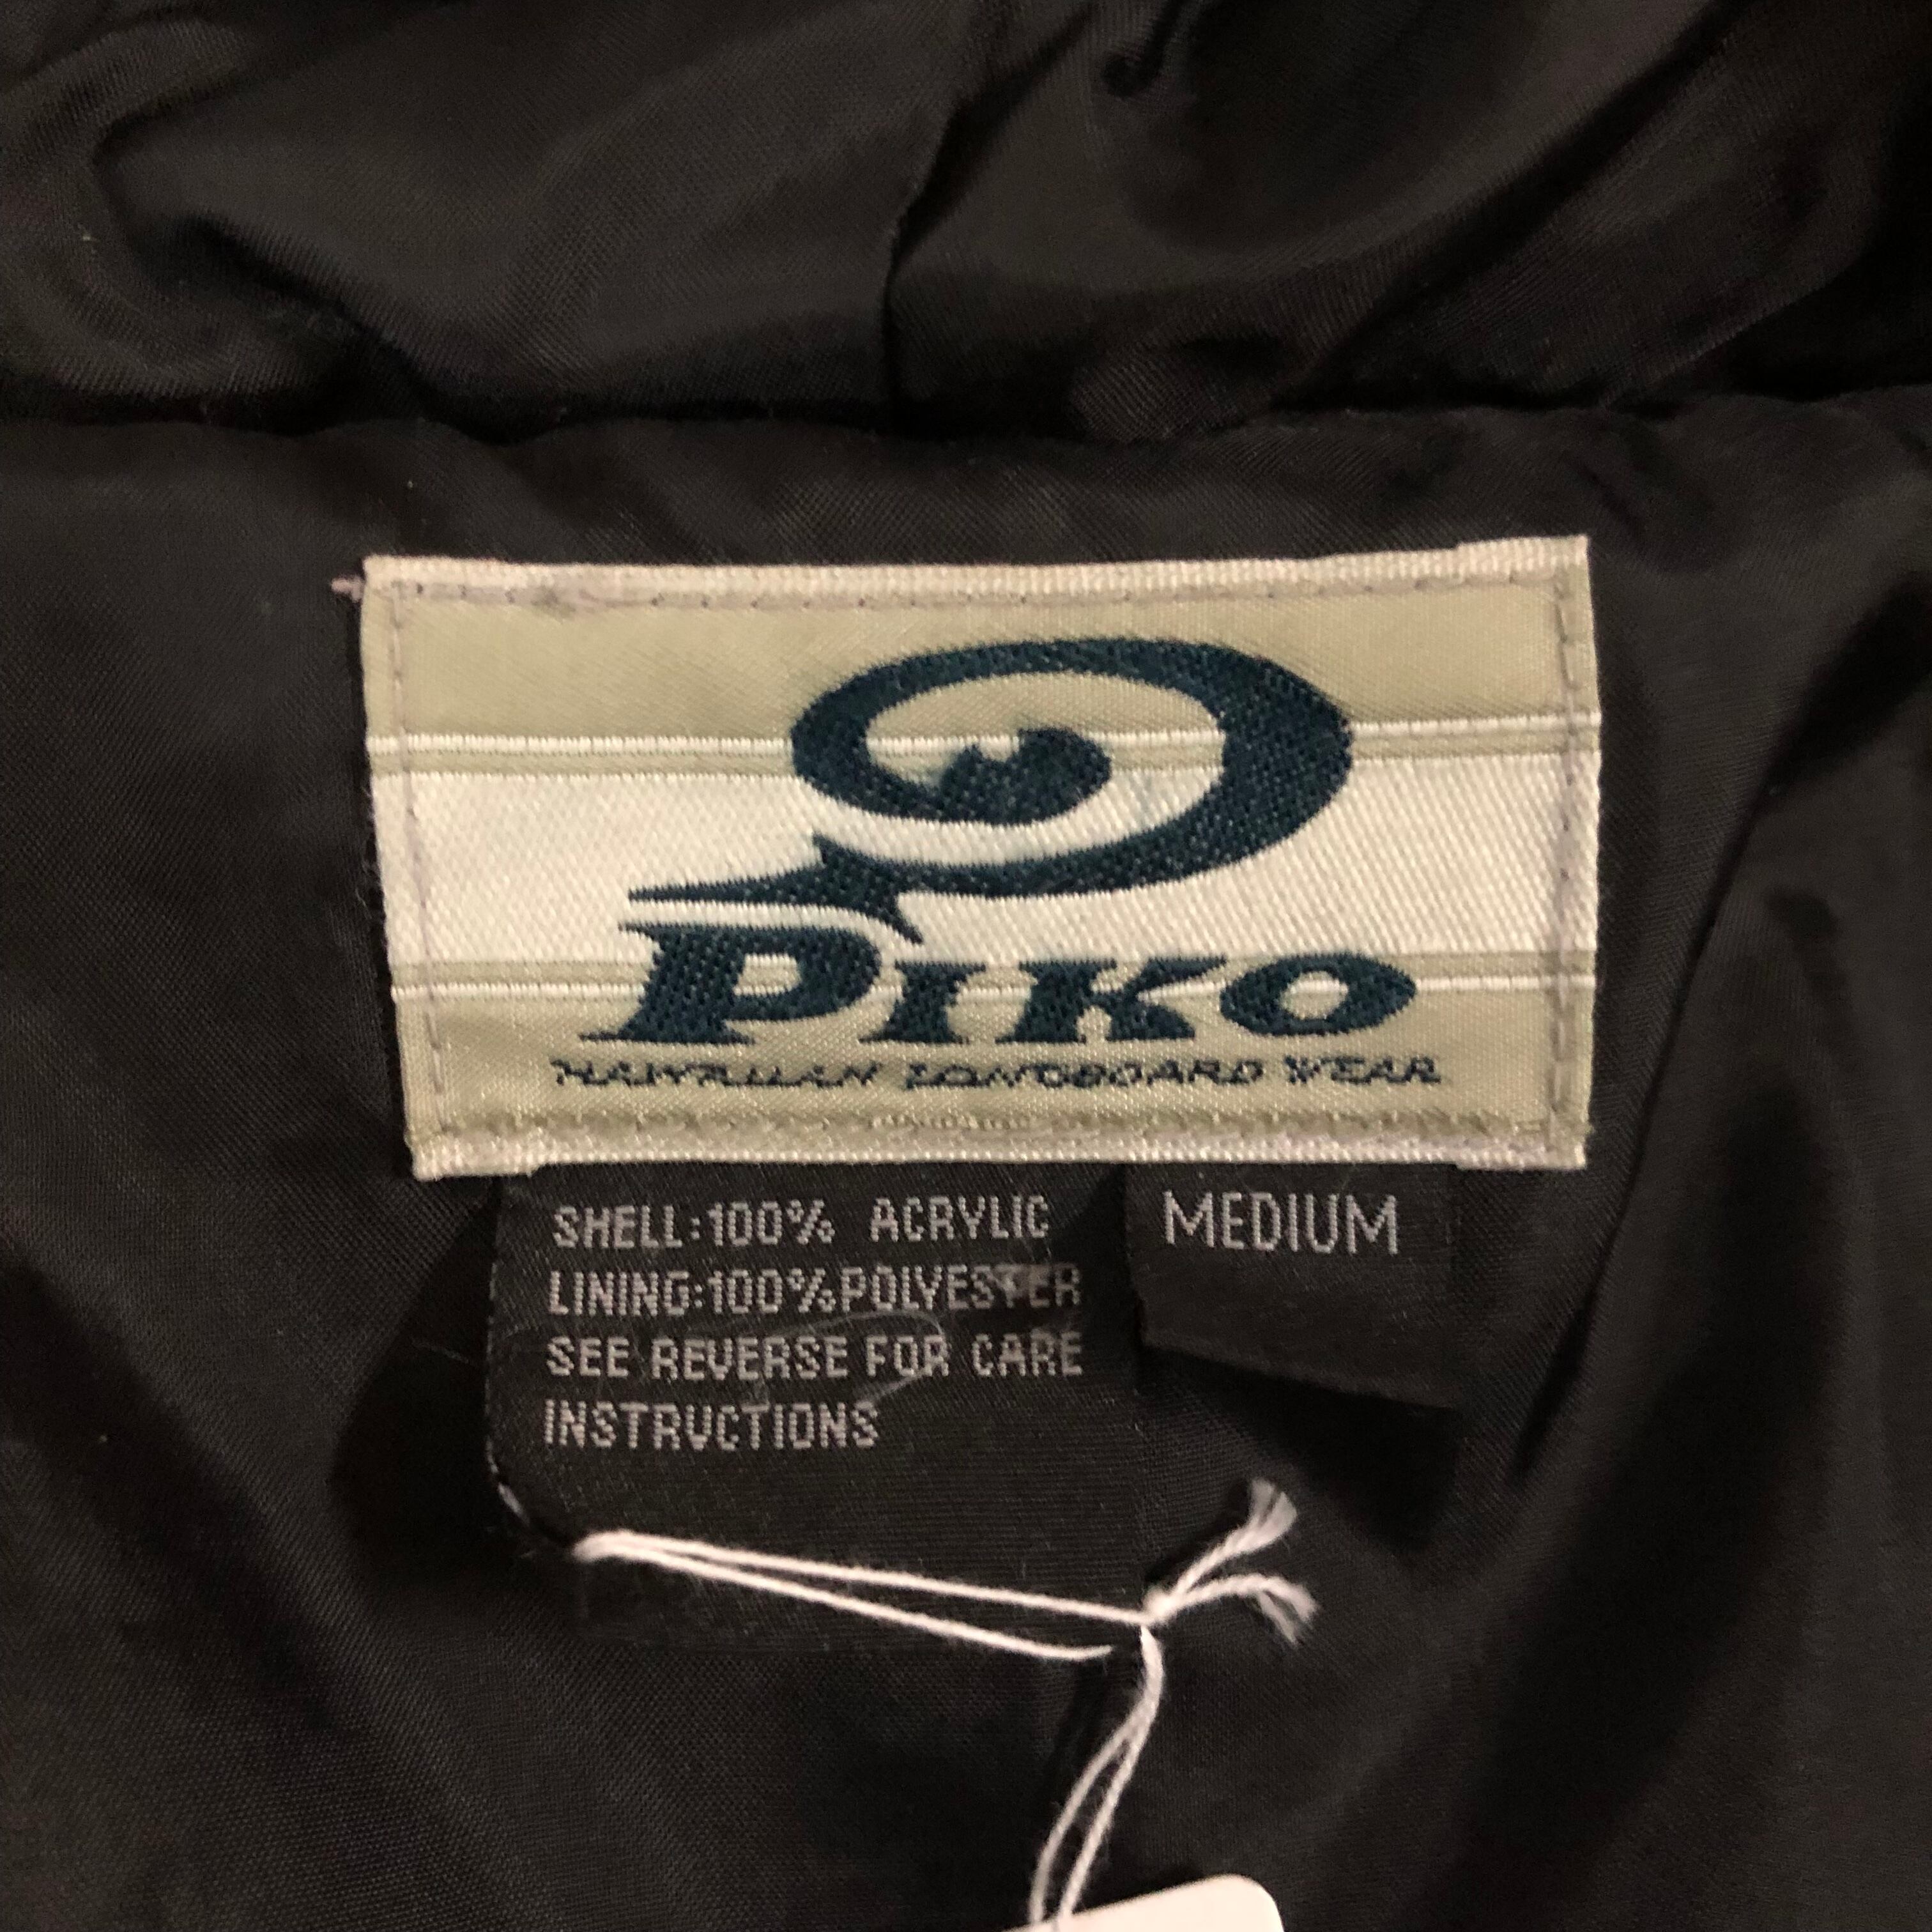 PIKO
HAWAIIAN LONGBOARD WEAR
SHELL:100% ACRYLIC
LINING:100%POLYESTER
SEE REVERSE FOR CARE
INSTRUCTIONS
MEDIUM